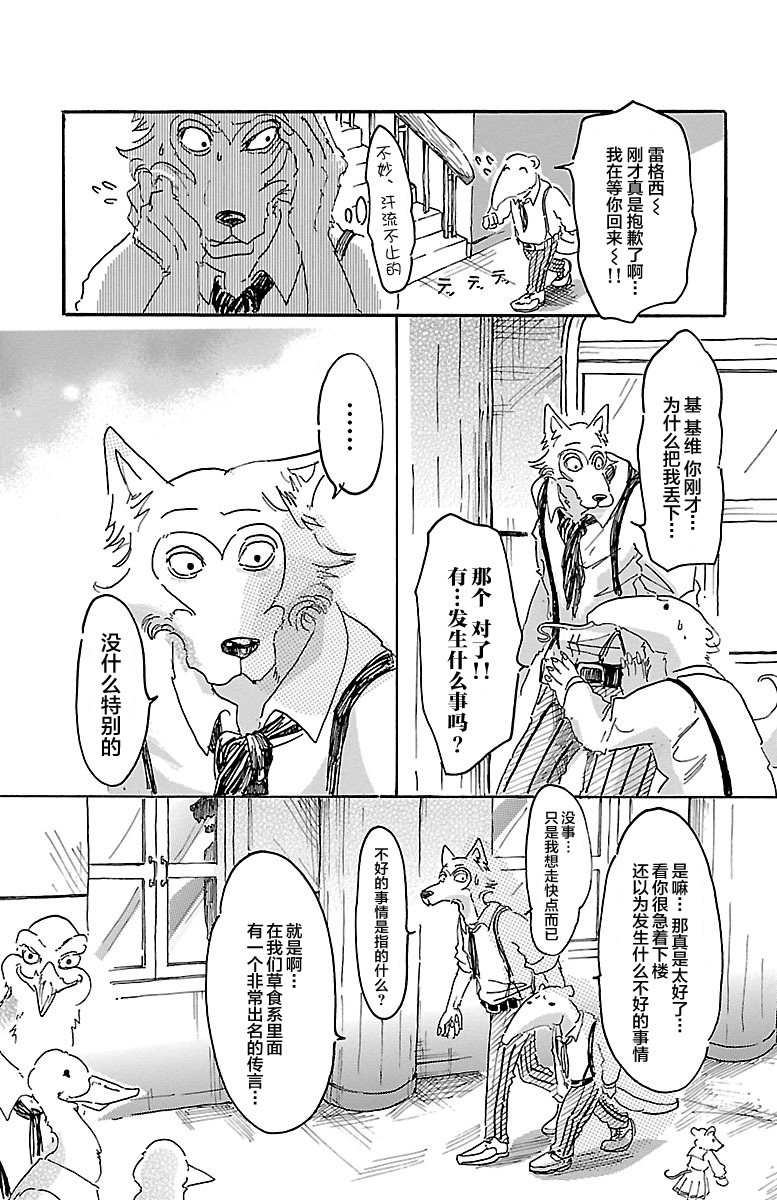 雷格西～
刚才真是抱歉了啊…
我在等你回来～!!
テ
テ
テ
不妙、汗流不止的
基 基维 你刚才…
为什么把我丢下…
那个 对了!!
有…发生什么事吗？
……
没什么特别的
是嘛… 那真是太好了…
看你很急着下楼
还以为发生什么不好的事情
没事…
只是我想走快点而已
不好的事情是指的什么？
就是啊…
在我们草食系里面
有一个非常出名的传言…